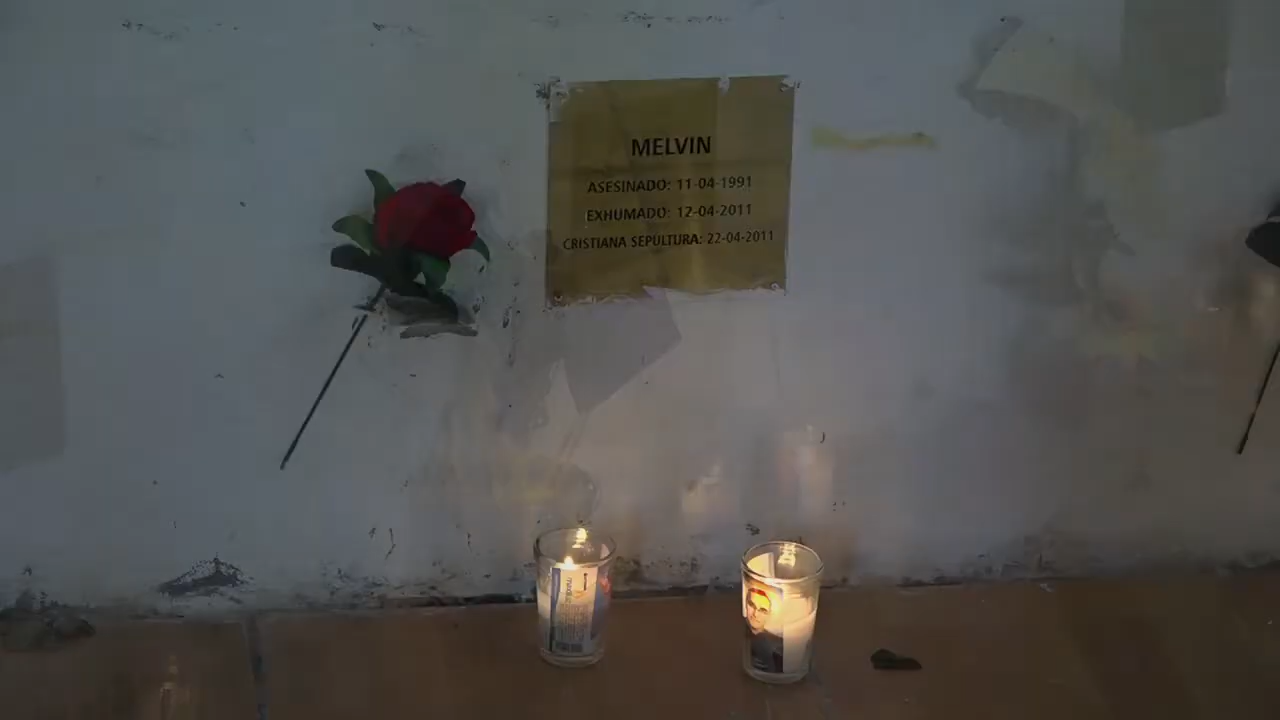 MELVIN
ASESINADO: 11-04-1991
EXHUMADO: 12-04-2011
CRISTIANA SEPULTURA: 22-04-2011